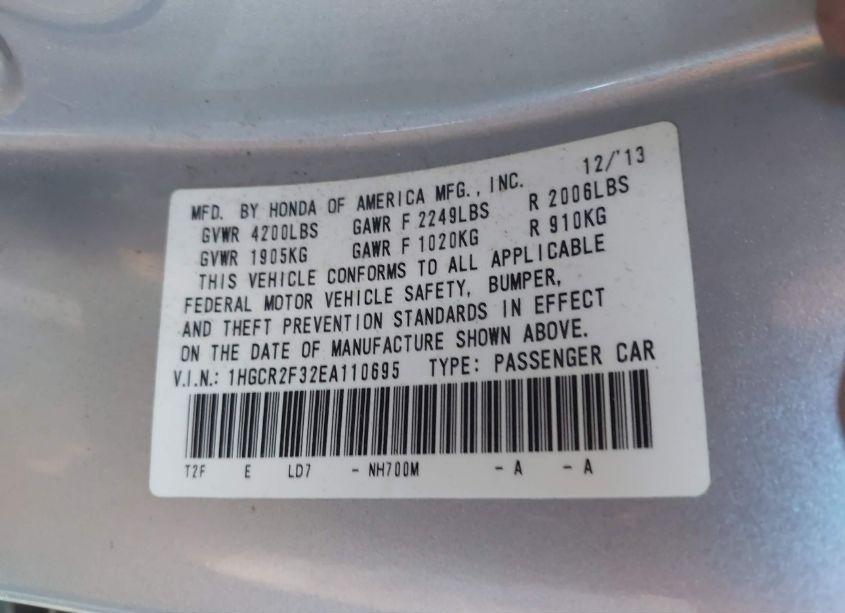 MFD. BY HONDA OF AMERICA MFG., INC. 12/'13
GVWR 4200LBS GAWR F 2249LBS R 2006LBS
GVWR 1905KG GAWR F 1020KG R 910KG
THIS VEHICLE CONFORMS TO ALL APPLICABLE
FEDERAL MOTOR VEHICLE SAFETY, BUMPER,
AND THEFT PREVENTION STANDARDS IN EFFECT
ON THE DATE OF MANUFACTURE SHOWN ABOVE.
V.I.N.: 1HGCR2F32EA110695 TYPE: PASSENGER CAR
T2F E LD7 - NH700M - A - A